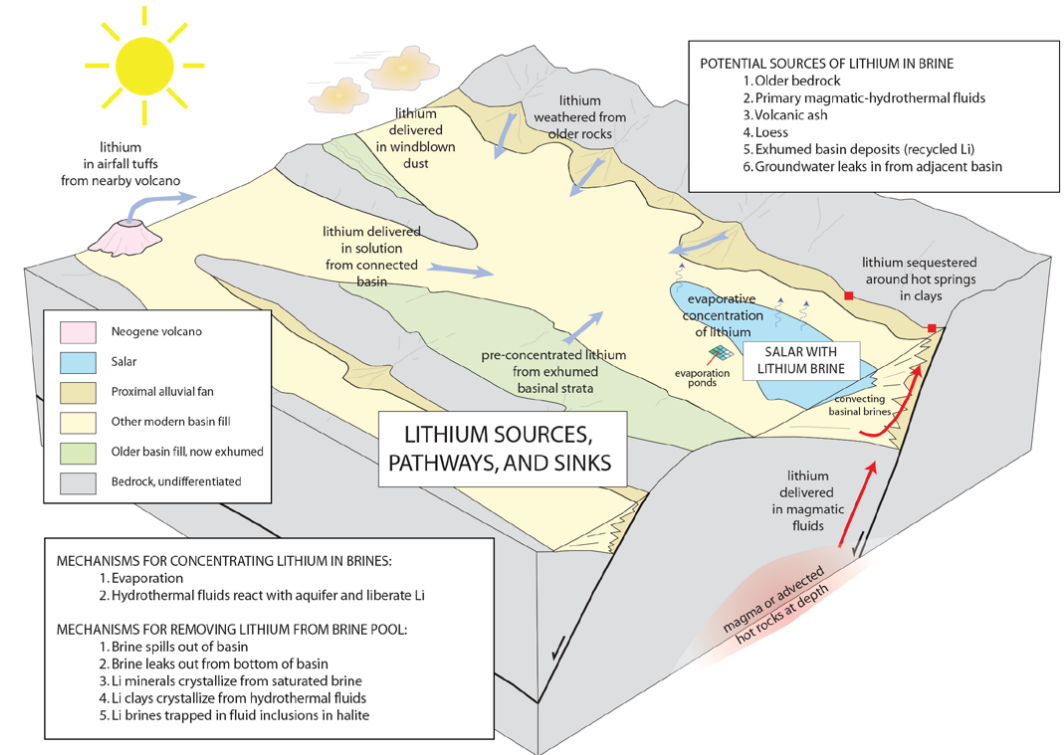 lithium
in airfall tuffs
from nearby volcano
lithium
delivered
in windblown
dust
lithium
weathered from
older rocks
POTENTIAL SOURCES OF LITHIUM IN BRINE
1. Older bedrock
2. Primary magmatic-hydrothermal fluids
3. Volcanic ash
4. Loess
5. Exhumed basin deposits (recycled Li)
6. Groundwater leaks in from adjacent basin
lithium delivered
in solution
from connected
basin
lithium sequestered
around hot springs
in clays
evaporative
concentration
of lithium
SALAR WITH
LITHIUM BRINE
evaporation
ponds
pre-concentrated lithium
from exhumed
basinal strata
convecting
basinal brines
Neogene volcano
Salar
Proximal alluvial fan
Other modern basin fill
Older basin fill, now exhumed
Bedrock, undifferentiated
LITHIUM SOURCES,
PATHWAYS, AND SINKS
lithium
delivered
in magmatic
fluids
magma or advected
hot rocks at depth
MECHANISMS FOR CONCENTRATING LITHIUM IN BRINES:
1. Evaporation
2. Hydrothermal fluids react with aquifer and liberate Li
MECHANISMS FOR REMOVING LITHIUM FROM BRINE POOL:
1. Brine spills out of basin
2. Brine leaks out from bottom of basin
3. Li minerals crystallize from saturated brine
4. Li clays crystallize from hydrothermal fluids
5. Li brines trapped in fluid inclusions in halite